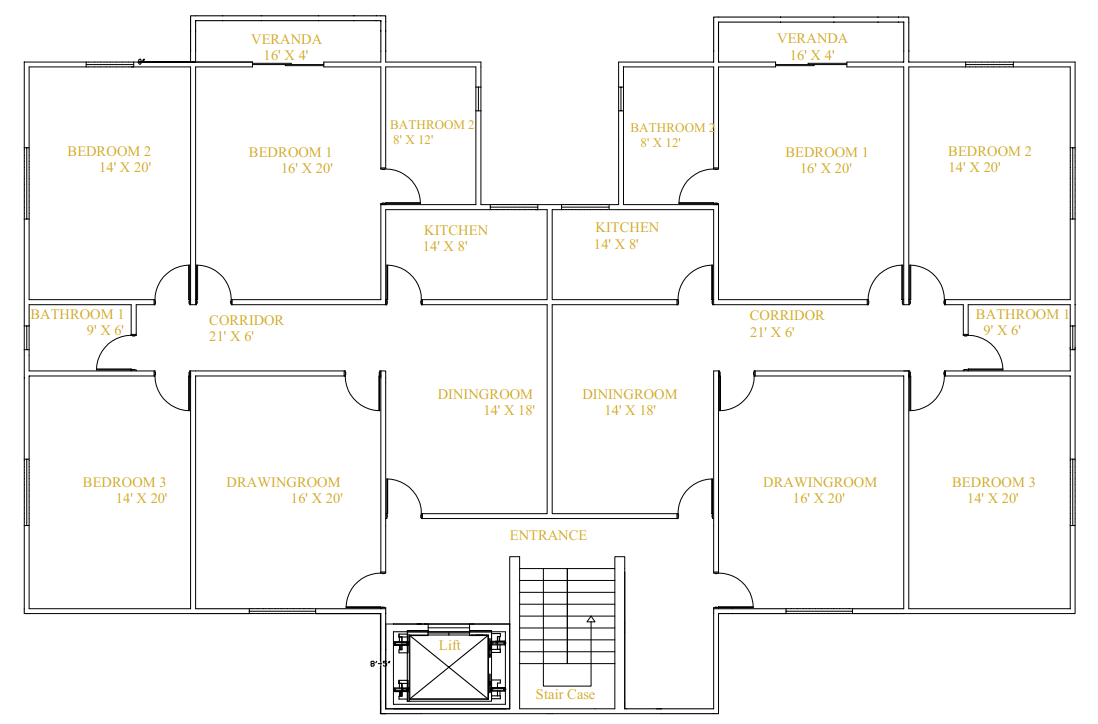 VERANDA
16' X 4'
VERANDA
16' X 4'
BEDROOM 2
14' X 20'
BEDROOM 1
16' X 20'
BATHROOM 2
8' X 12'
BATHROOM 2
8' X 12'
BEDROOM 1
16' X 20'
BEDROOM 2
14' X 20'
KITCHEN
14' X 8'
KITCHEN
14' X 8'
BATHROOM 1
9' X 6'
CORRIDOR
21' X 6'
CORRIDOR
21' X 6'
BATHROOM 1
9' X 6'
DININGROOM
14' X 18'
DININGROOM
14' X 18'
BEDROOM 3
14' X 20'
DRAWINGROOM
16' X 20'
DRAWINGROOM
16' X 20'
BEDROOM 3
14' X 20'
ENTRANCE
Lift
8'-5"
Stair Case